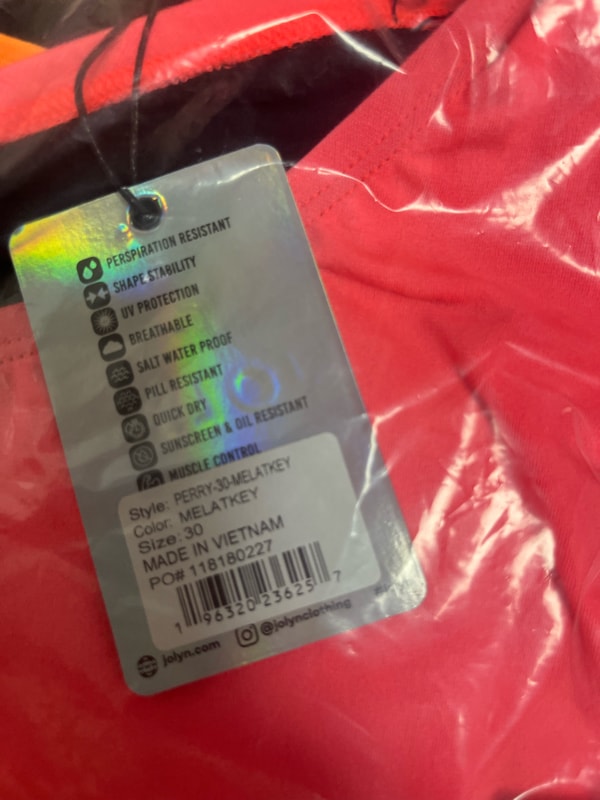 PERSPIRATION RESISTANT
SHAPE STABILITY
UV PROTECTION
BREATHABLE
SALT WATER PROOF
PILL RESISTANT
QUICK DRY
SUNSCREEN & OIL RESISTANT
MUSCLE CONTROL
Style: PERRY-30-MELATKEY
Color: MELATKEY
Size: 30
MADE IN VIETNAM
PO# 118180227
1 96320 23625 7
jolyn.com @jolynclothing